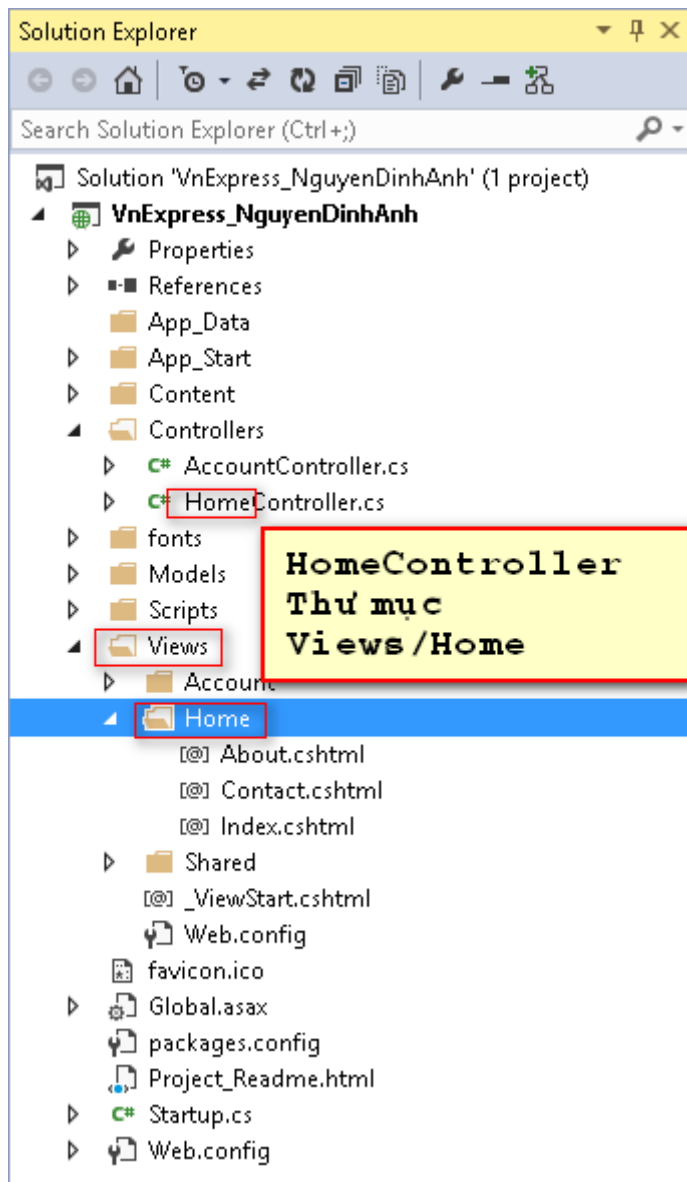 Solution Explorer
Search Solution Explorer (Ctrl+;)
Solution 'VnExpress_NguyenDinhAnh' (1 project)
VnExpress_NguyenDinhAnh
Properties
References
App_Data
App_Start
Content
Controllers
C# AccountController.cs
C# HomeController.cs
fonts
Models
Scripts
Views
HomeController
Thư mục
Views/Home
Account
Home
[@] About.cshtml
[@] Contact.cshtml
[@] Index.cshtml
Shared
[@] _ViewStart.cshtml
Web.config
favicon.ico
Global.asax
packages.config
Project_Readme.html
C# Startup.cs
Web.config